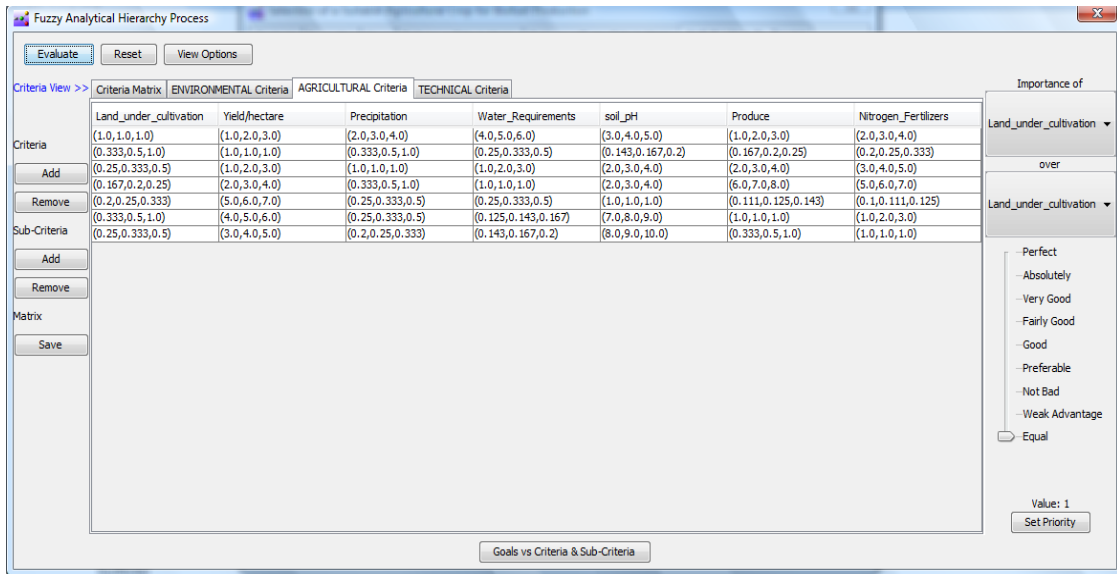 Fuzzy Analytical Hierarchy Process
X
Evaluate Reset View Options
Criteria View >> Criteria Matrix ENVIRONMENTAL Criteria AGRICULTURAL Criteria TECHNICAL Criteria
Importance of
Land_under_cultivation Yield/hectare Precipitation Water_Requirements soil_pH Produce Nitrogen_Fertilizers
(1.0,1.0,1.0) (1.0,2.0,3.0) (2.0,3.0,4.0) (4.0,5.0,6.0) (3.0,4.0,5.0) (1.0,2.0,3.0) (2.0,3.0,4.0)
(0.333,0.5,1.0) (1.0,1.0,1.0) (0.333,0.5,1.0) (0.25,0.333,0.5) (0.143,0.167,0.2) (0.167,0.2,0.25) (0.2,0.25,0.333)
(0.25,0.333,0.5) (1.0,2.0,3.0) (1.0,1.0,1.0) (1.0,2.0,3.0) (2.0,3.0,4.0) (2.0,3.0,4.0) (3.0,4.0,5.0)
(0.167,0.2,0.25) (2.0,3.0,4.0) (0.333,0.5,1.0) (1.0,1.0,1.0) (2.0,3.0,4.0) (6.0,7.0,8.0) (5.0,6.0,7.0)
(0.2,0.25,0.333) (5.0,6.0,7.0) (0.25,0.333,0.5) (0.25,0.333,0.5) (1.0,1.0,1.0) (0.111,0.125,0.143) (0.1,0.111,0.125)
(0.333,0.5,1.0) (4.0,5.0,6.0) (0.25,0.333,0.5) (0.125,0.143,0.167) (7.0,8.0,9.0) (1.0,1.0,1.0) (1.0,2.0,3.0)
(0.25,0.333,0.5) (3.0,4.0,5.0) (0.2,0.25,0.333) (0.143,0.167,0.2) (8.0,9.0,10.0) (0.333,0.5,1.0) (1.0,1.0,1.0)
Criteria
Add
Remove
Sub-Criteria
Add
Remove
Matrix
Save
Land_under_cultivation
over
Land_under_cultivation
Perfect
Absolutely
Very Good
Fairly Good
Good
Preferable
Not Bad
Weak Advantage
Equal
Value: 1
Set Priority
Goals vs Criteria & Sub-Criteria